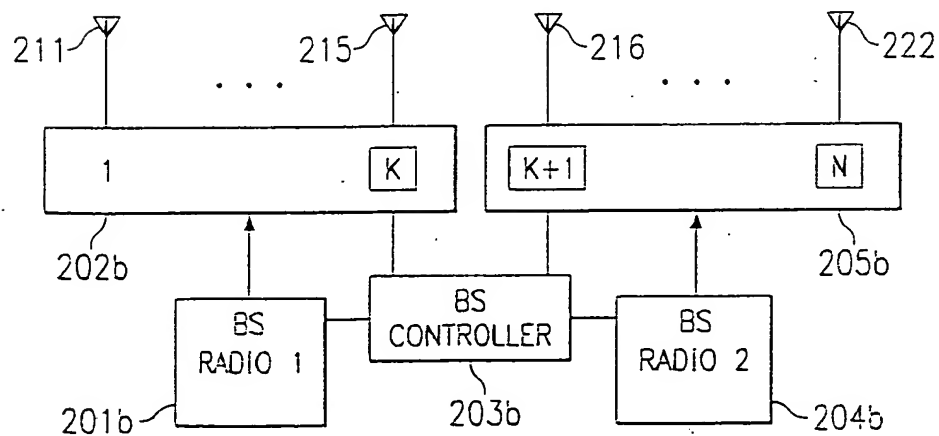 211
215
216
222
. . .
. . .
1
K
K+1
N
202b
205b
BS
RADIO 1
BS
CONTROLLER
BS
RADIO 2
201b
203b
204b